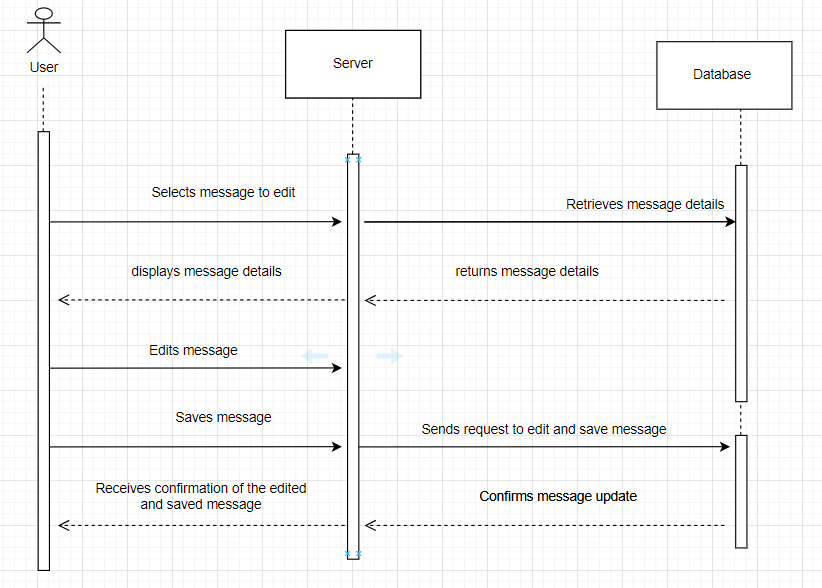 User
Server
Database
Selects message to edit
Retrieves message details
displays message details
returns message details
Edits message
Saves message
Sends request to edit and save message
Receives confirmation of the edited
and saved message
Confirms message update